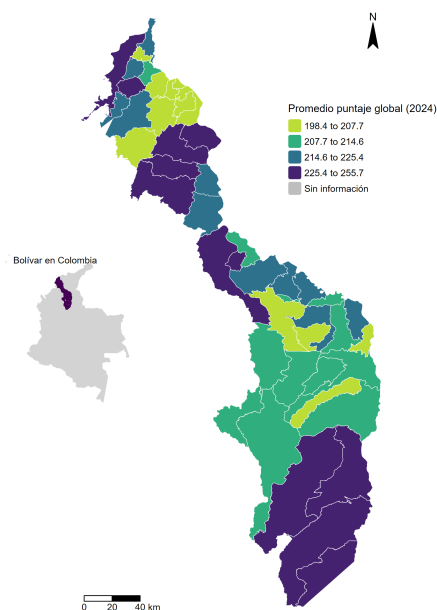 N
Promedio puntaje global (2024)
198.4 to 207.7
207.7 to 214.6
214.6 to 225.4
225.4 to 255.7
Sin información
Bolívar en Colombia
0 20 40 km